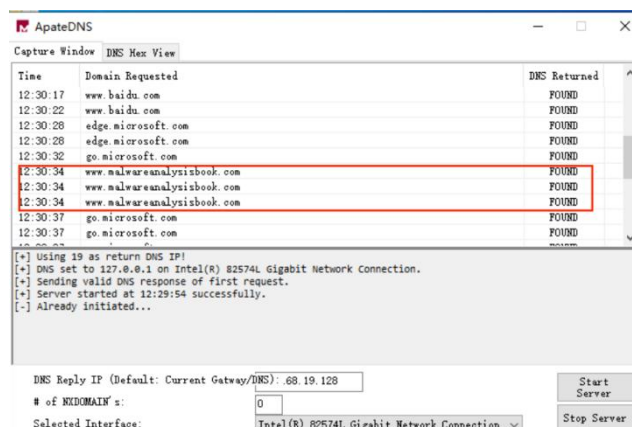 ApateDNS
Capture Window DNS Hex View
Time Domain Requested DNS Returned
12:30:17 www.baidu.com FOUND
12:30:22 www.baidu.com FOUND
12:30:28 edge.microsoft.com FOUND
12:30:28 edge.microsoft.com FOUND
12:30:32 go.microsoft.com FOUND
12:30:34 www.malwareanalysisbook.com FOUND
12:30:34 www.malwareanalysisbook.com FOUND
12:30:34 www.malwareanalysisbook.com FOUND
12:30:37 go.microsoft.com FOUND
12:30:37 go.microsoft.com FOUND
[+] Using 19 as return DNS IP!
[+] DNS set to 127.0.0.1 on Intel(R) 82574L Gigabit Network Connection.
[+] Sending valid DNS response of first request.
[+] Server started at 12:29:54 successfully.
[-] Already initiated...
DNS Reply IP (Default: Current Gatway/DNS): .68.19.128
Start Server
# of NXDOMAIN's: 0
Selected Interface: Intel(R) 82574L Gigabit Network Connection
Stop Server